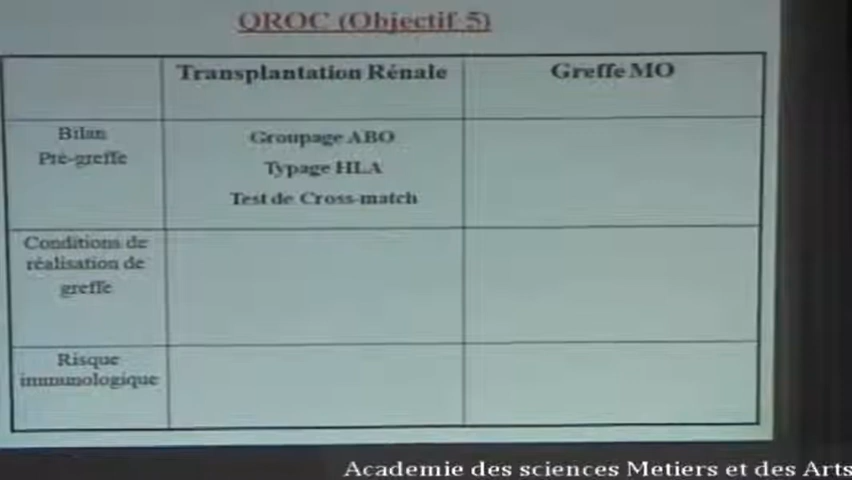 QROC (Objectif 5)
Transplantation Rénale
Greffe MO
Bilan
Pré-greffe
Groupage ABO
Typage HLA
Test de Cross-match
Conditions de
réalisation de
greffe
Risque
immunologique
Academie des sciences Metiers et des Arts